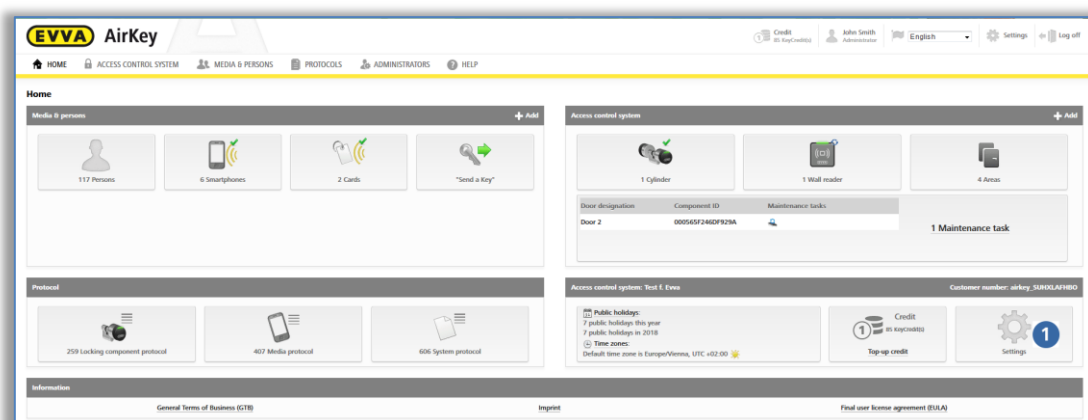 EVVA AirKey
Credit
85 KeyCredit(s)
John Smith
Administrator
English
Settings
Log off
HOME ACCESS CONTROL SYSTEM MEDIA & PERSONS PROTOCOLS ADMINISTRATORS HELP
Home
Media & persons Add
117 Persons 6 Smartphones 2 Cards "Send a Key"
Access control system Add
1 Cylinder 1 Wall reader 4 Areas
Door designation Component ID Maintenance tasks
Door 2 000565F246DF929A
1 Maintenance task
Protocol
259 Locking component protocol 407 Media protocol 606 System protocol
Access control system: Test f. Evva Customer number: airkey_SUHXLAFHBO
Public holidays:
7 public holidays this year
7 public holidays in 2018
Time zones:
Default time zone is Europe/Vienna, UTC +02:00
Credit
85 KeyCredit(s)
Top-up credit
1
Settings
Information
General Terms of Business (GTB) Imprint Final user license agreement (EULA)